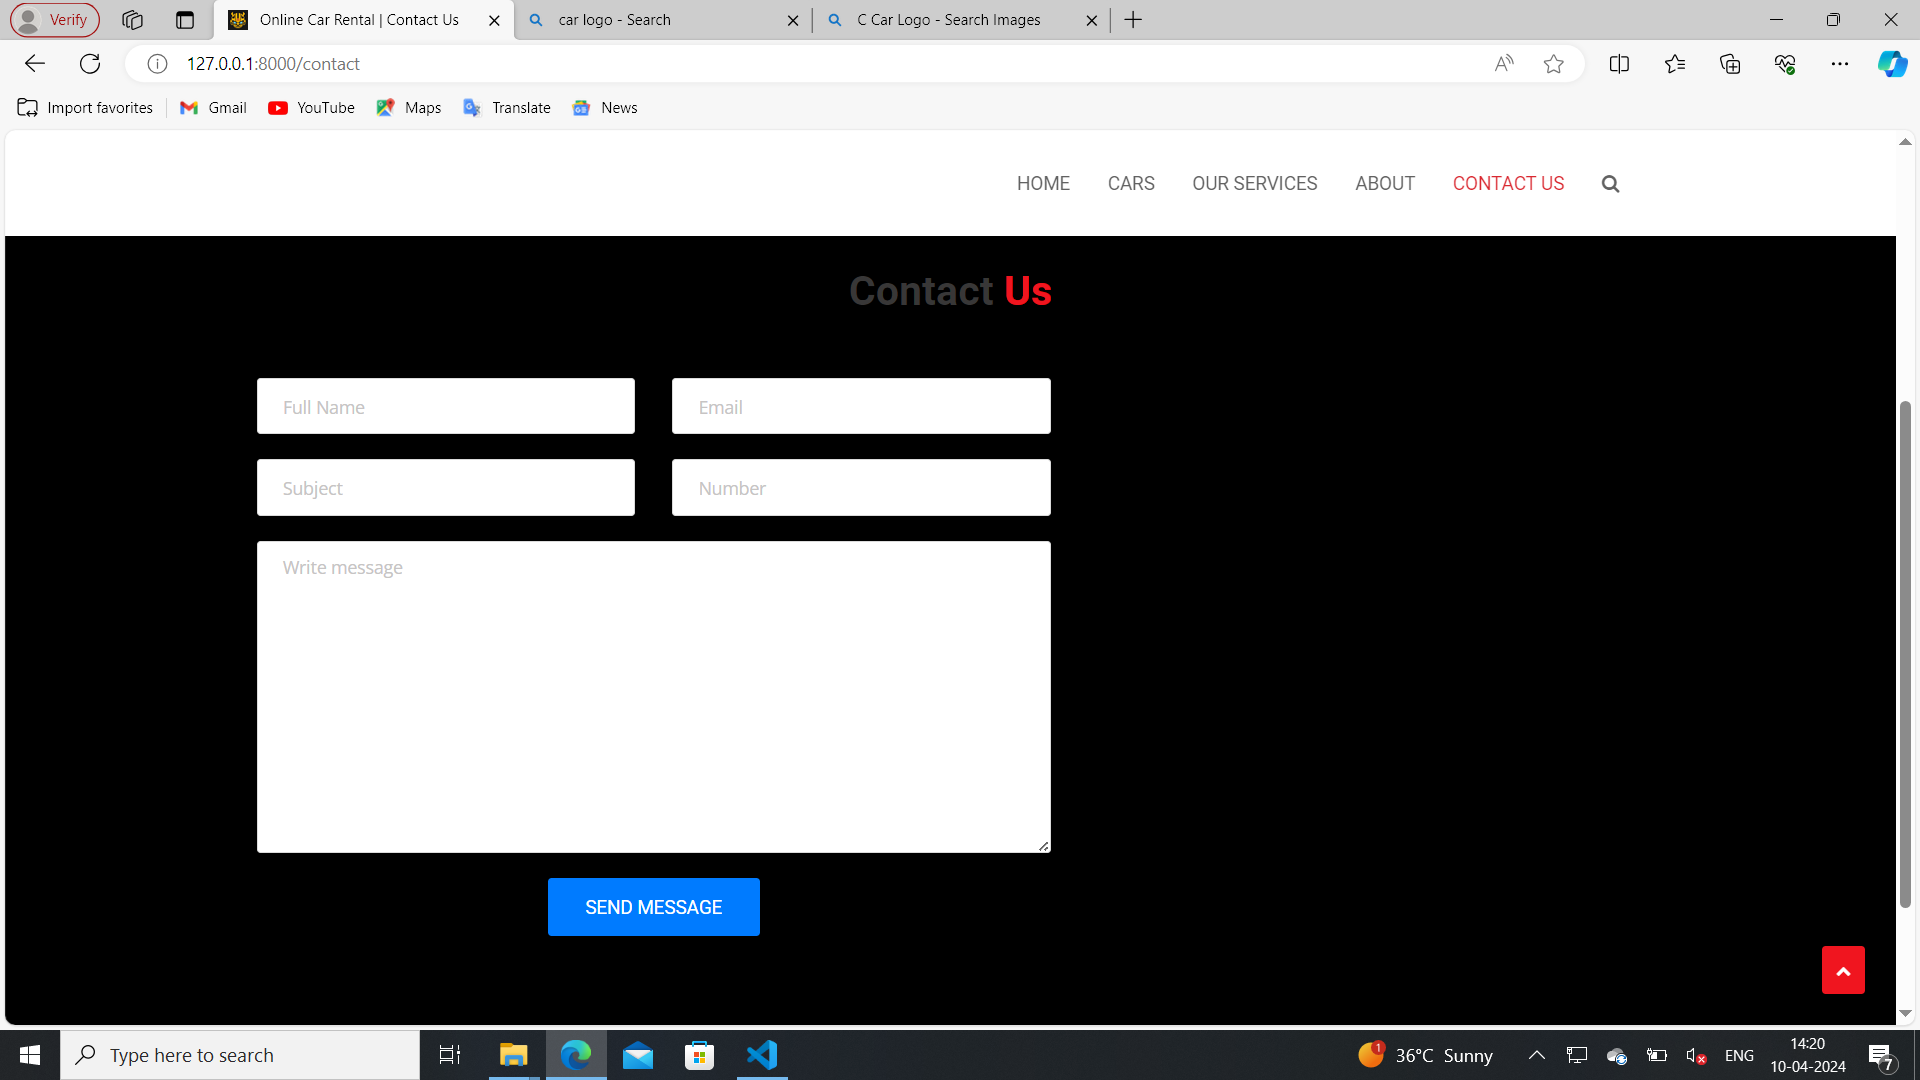 Verify
Online Car Rental | Contact Us
car logo - Search
C Car Logo - Search Images
127.0.0.1:8000/contact
Import favorites
Gmail
YouTube
Maps
Translate
News
HOME
CARS
OUR SERVICES
ABOUT
CONTACT US
Contact Us
Full Name
Email
Subject
Number
Write message
SEND MESSAGE
Type here to search
1
36°C Sunny
ENG
14:20
10-04-2024
7